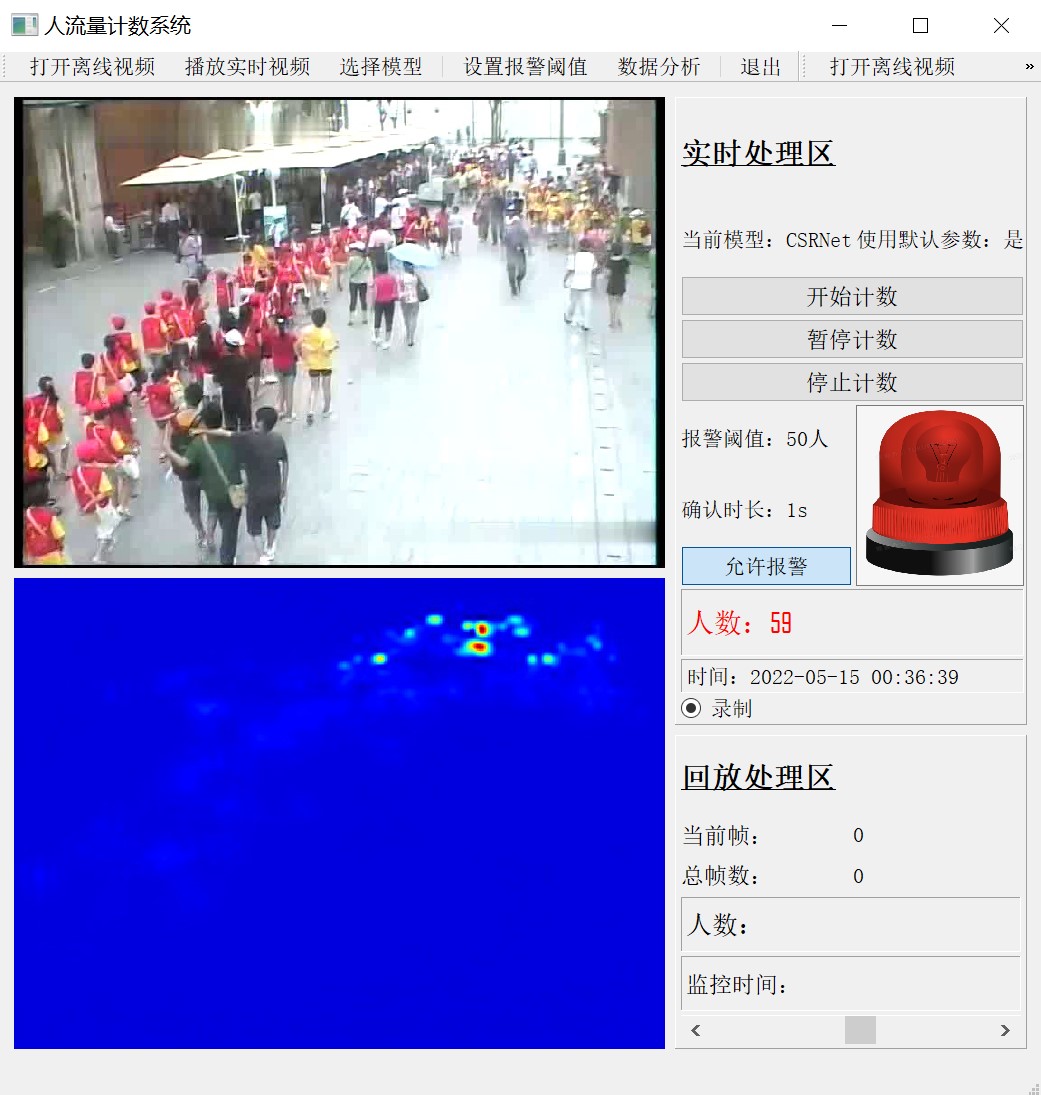 人流量计数系统
打开离线视频 播放实时视频 选择模型 设置报警阈值 数据分析 退出 打开离线视频 »
实时处理区
当前模型：CSRNet 使用默认参数：是
开始计数
暂停计数
停止计数
报警阈值：50人
确认时长：1s
允许报警
人数：59
时间：2022-05-15 00:36:39
录制
回放处理区
当前帧： 0
总帧数： 0
人数：
监控时间：